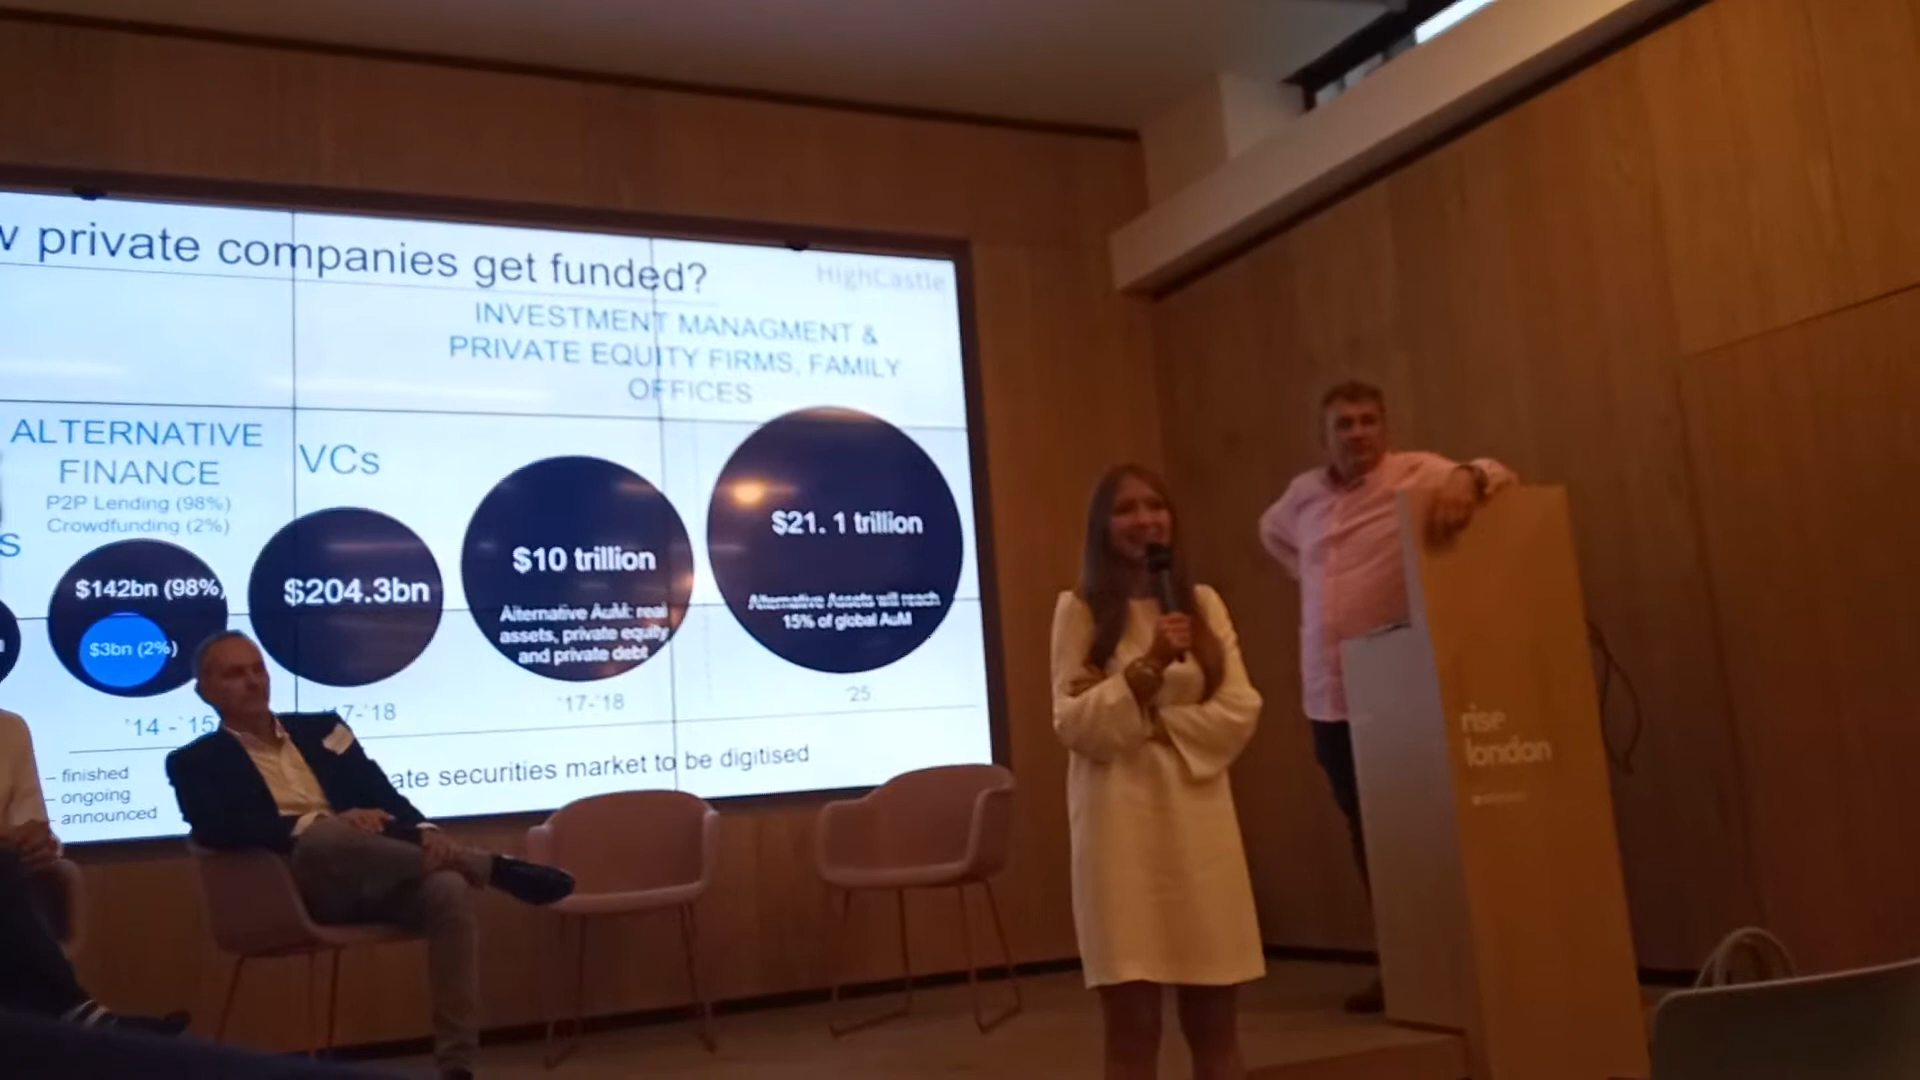 private companies get funded?
HighCastle
INVESTMENT MANAGMENT &
PRIVATE EQUITY FIRMS, FAMILY
OFFICES
ALTERNATIVE
FINANCE
P2P Lending (98%)
Crowdfunding (2%)
VCs
$142bn (98%)
$3bn (2%)
$204.3bn
$10 trillion
Alternative AuM: real
assets, private equity
and private debt
$21. 1 trillion
Alternative Assets will reach
15% of global AuM
'14 -'15
'17-'18
'25
– finished
– ongoing
– announced
securities market to be digitised
rise
london